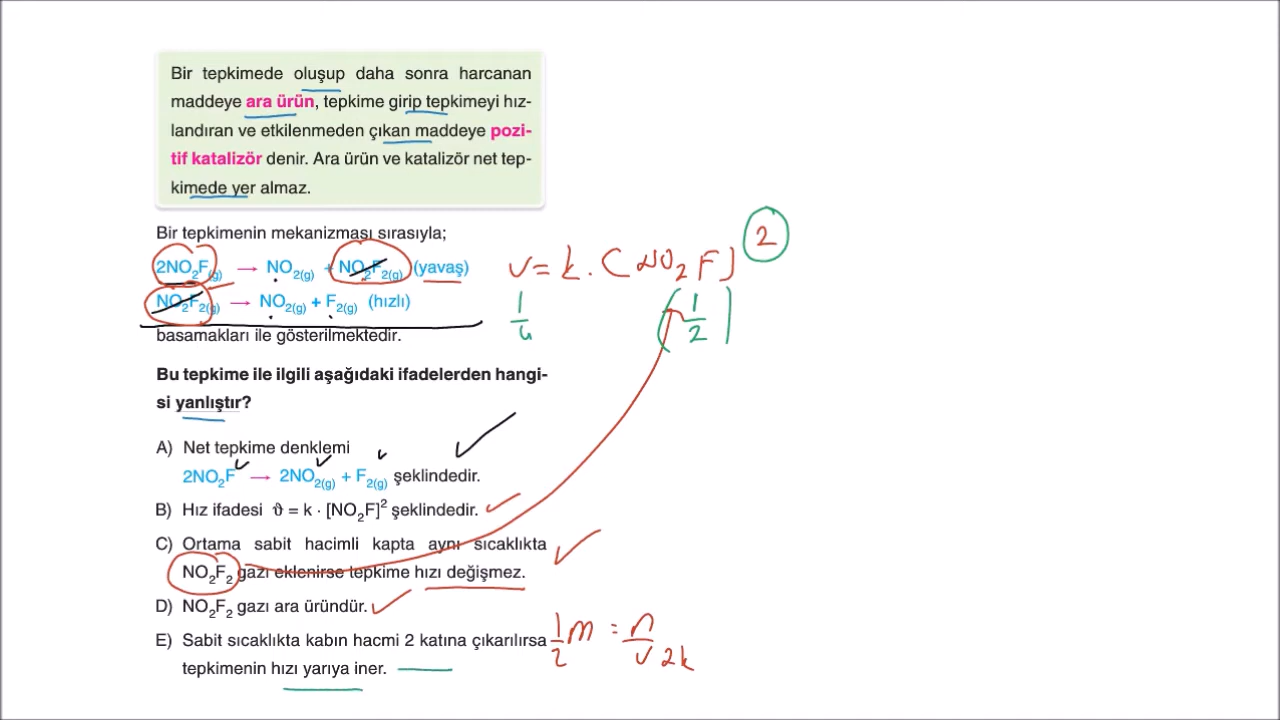 Bir tepkimede oluşup daha sonra harcanan
maddeye ara ürün, tepkime girip tepkimeyi hız-
landıran ve etkilenmeden çıkan maddeye pozi-
tif katalizör denir. Ara ürün ve katalizör net tep-
kimede yer almaz.
Bir tepkimenin mekanizması sırasıyla;
2NO₂F(g) → NO₂(g) + NO₂F₂(g) (yavaş)
NO₂F₂(g) → NO₂(g) + F₂(g) (hızlı)
basamakları ile gösterilmektedir.
v = k . (NO₂F)²
1/4 (1/2)
Bu tepkime ile ilgili aşağıdaki ifadelerden hangi-
si yanlıştır?
A) Net tepkime denklemi
2NO₂F → 2NO₂(g) + F₂(g) şeklindedir.
B) Hız ifadesi ϑ = k · [NO₂F]² şeklindedir.
C) Ortama sabit hacimli kapta aynı sıcaklıkta
NO₂F₂ gazı eklenirse tepkime hızı değişmez.
D) NO₂F₂ gazı ara üründür.
E) Sabit sıcaklıkta kabın hacmi 2 katına çıkarılırsa
tepkimenin hızı yarıya iner.
1/2 m = n/v 2k